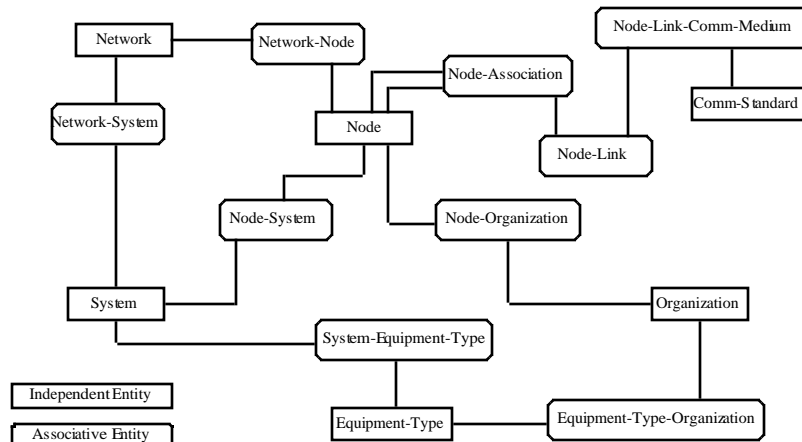 Node-Link-Comm-Medium
Network
Network-Node
Node-Association
Comm-Standard
Network-System
Node
Node-Link
Node-System
Node-Organization
System
Organization
System-Equipment-Type
Independent Entity
Equipment-Type
Equipment-Type-Organization
Associative Entity